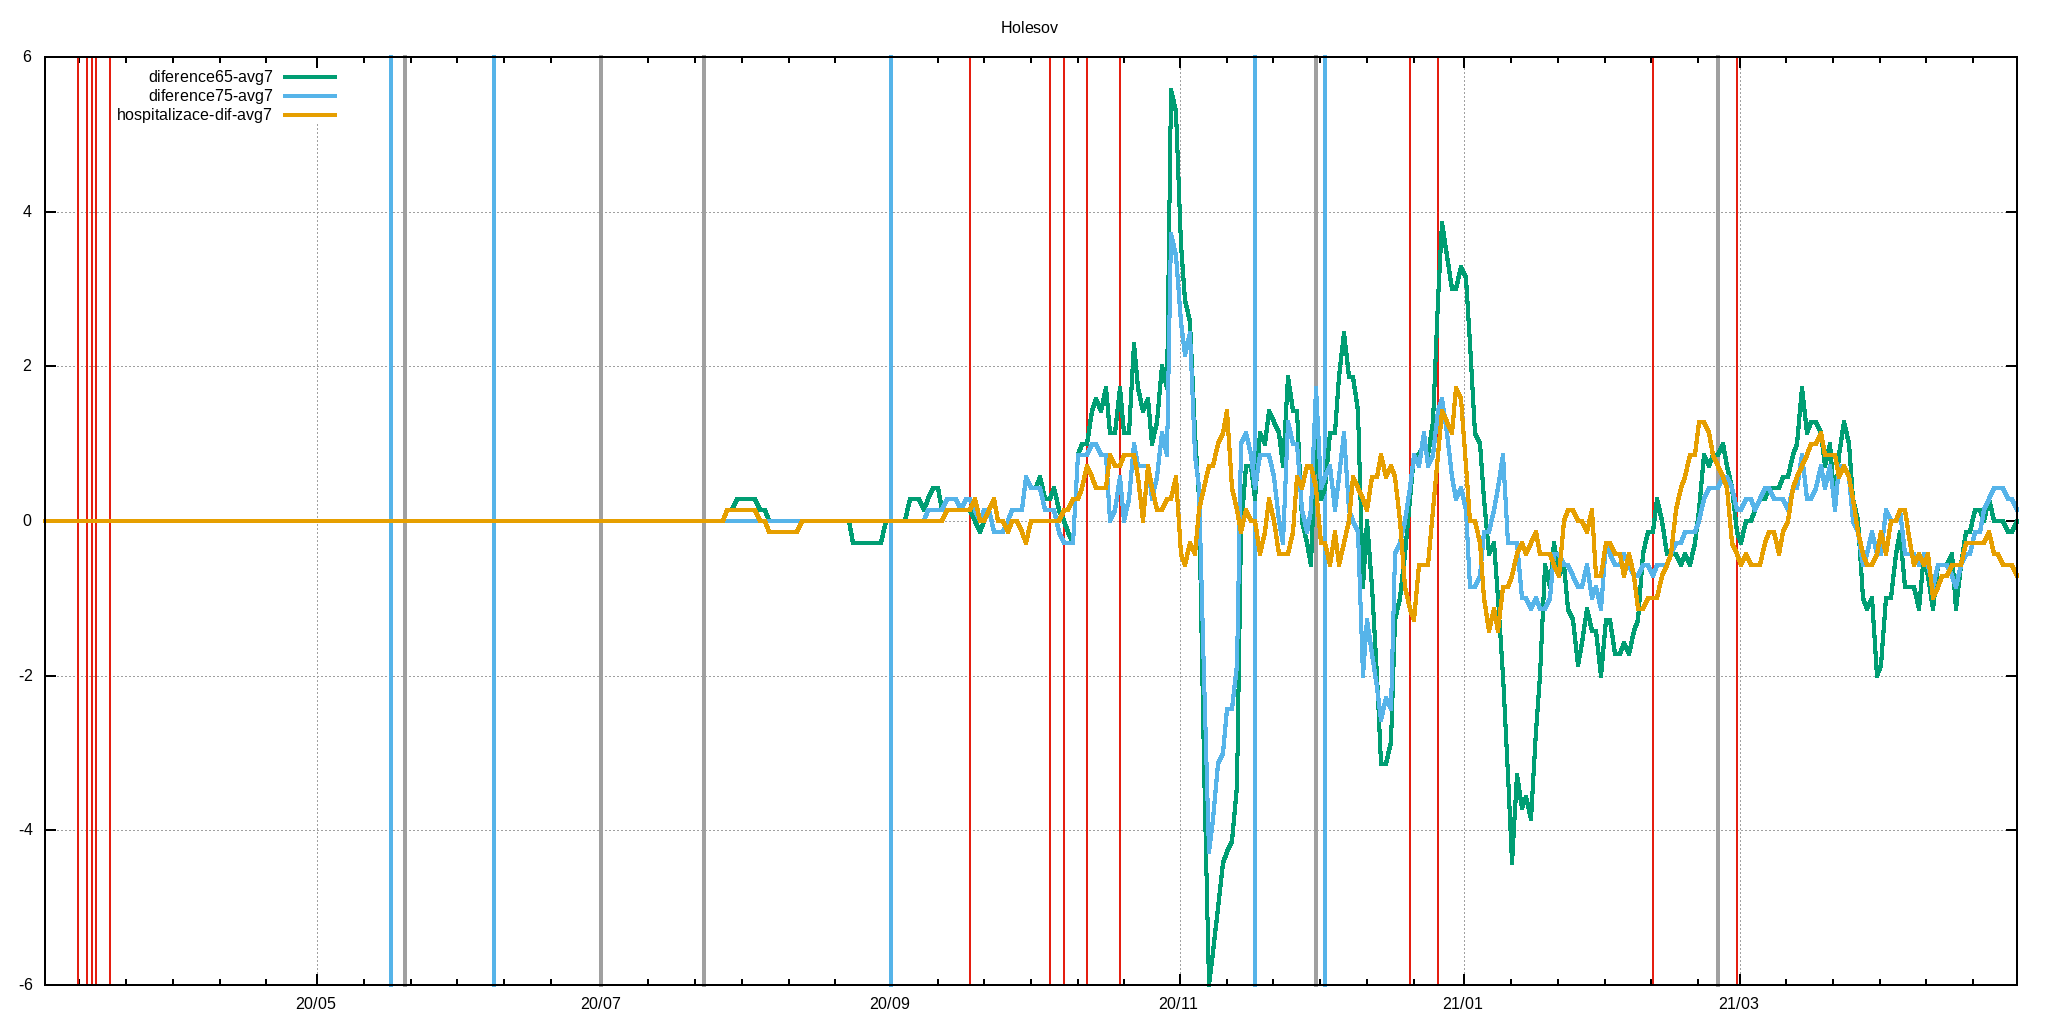 Holesov
6
diference65-avg7
diference75-avg7
hospitalizace-dif-avg7
4
2
0
-2
-4
-6
20/05 20/07 20/09 20/11 21/01 21/03